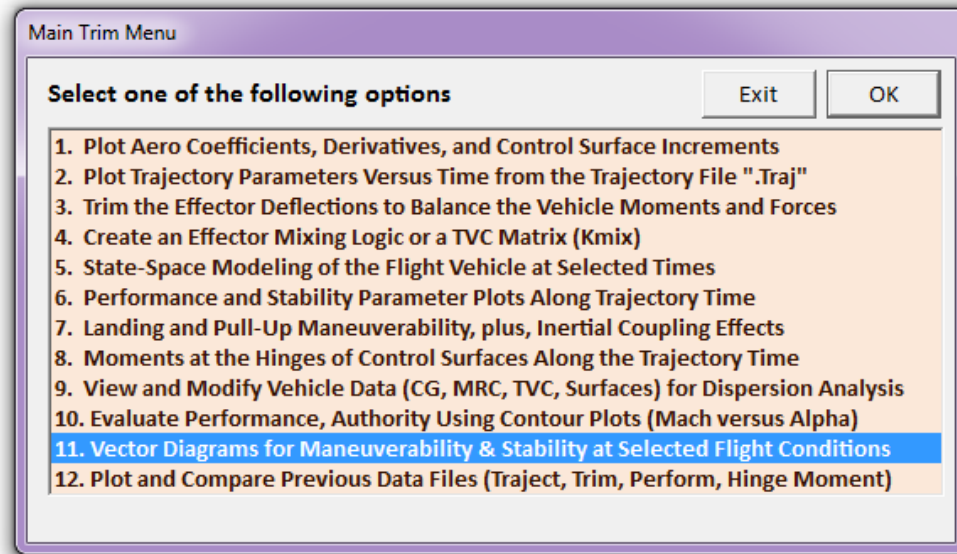 Main Trim Menu
Select one of the following options
Exit
OK
1. Plot Aero Coefficients, Derivatives, and Control Surface Increments
2. Plot Trajectory Parameters Versus Time from the Trajectory File ".Traj"
3. Trim the Effector Deflections to Balance the Vehicle Moments and Forces
4. Create an Effector Mixing Logic or a TVC Matrix (Kmix)
5. State-Space Modeling of the Flight Vehicle at Selected Times
6. Performance and Stability Parameter Plots Along Trajectory Time
7. Landing and Pull-Up Maneuverability, plus, Inertial Coupling Effects
8. Moments at the Hinges of Control Surfaces Along the Trajectory Time
9. View and Modify Vehicle Data (CG, MRC, TVC, Surfaces) for Dispersion Analysis
10. Evaluate Performance, Authority Using Contour Plots (Mach versus Alpha)
11. Vector Diagrams for Maneuverability & Stability at Selected Flight Conditions
12. Plot and Compare Previous Data Files (Traject, Trim, Perform, Hinge Moment)